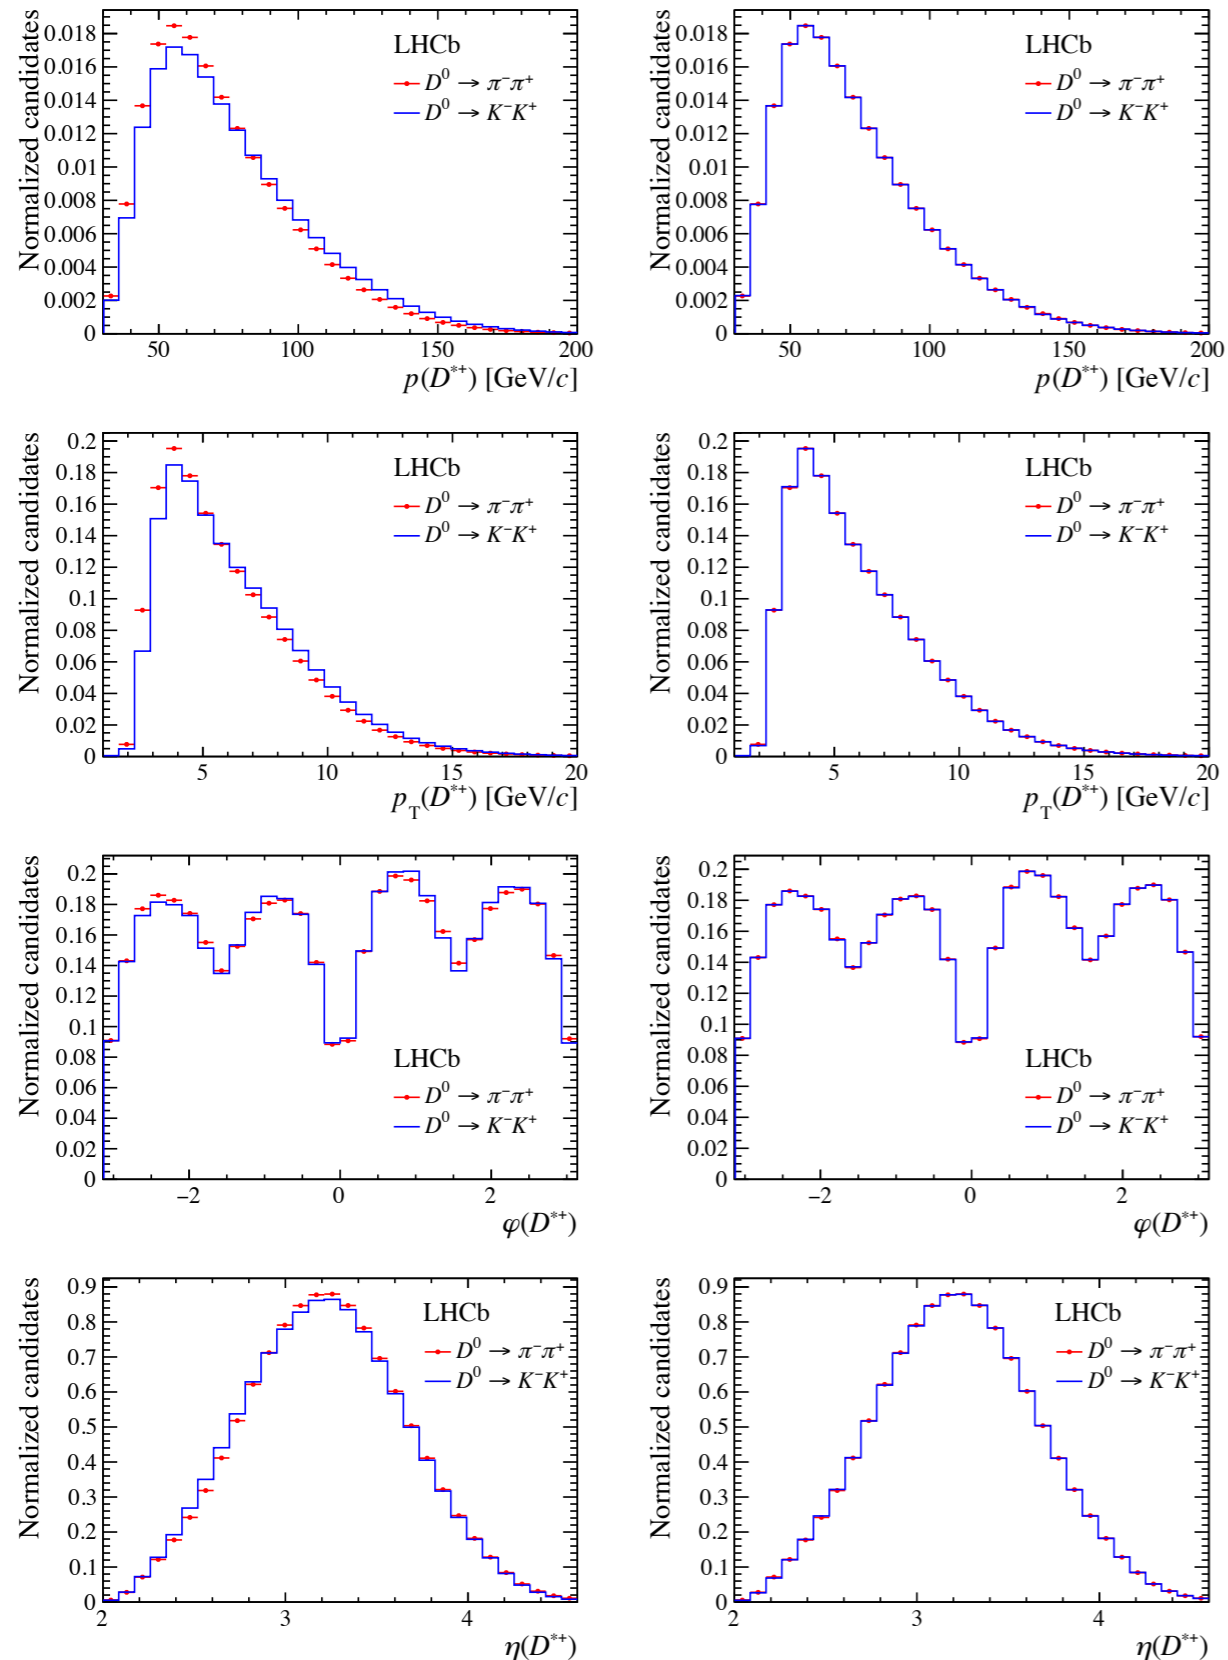 Normalized candidates
0.018
0.016
0.014
0.012
0.01
0.008
0.006
0.004
0.002
0
LHCb
D⁰ → π⁻π⁺
D⁰ → K⁻K⁺
50 100 150 200
p(D*⁺) [GeV/c]
Normalized candidates
0.018
0.016
0.014
0.012
0.01
0.008
0.006
0.004
0.002
0
LHCb
D⁰ → π⁻π⁺
D⁰ → K⁻K⁺
50 100 150 200
p(D*⁺) [GeV/c]
Normalized candidates
0.2
0.18
0.16
0.14
0.12
0.1
0.08
0.06
0.04
0.02
0
LHCb
D⁰ → π⁻π⁺
D⁰ → K⁻K⁺
5 10 15 20
p_T(D*⁺) [GeV/c]
Normalized candidates
0.2
0.18
0.16
0.14
0.12
0.1
0.08
0.06
0.04
0.02
0
LHCb
D⁰ → π⁻π⁺
D⁰ → K⁻K⁺
5 10 15 20
p_T(D*⁺) [GeV/c]
Normalized candidates
0.2
0.18
0.16
0.14
0.12
0.1
0.08
0.06
0.04
0.02
0
LHCb
D⁰ → π⁻π⁺
D⁰ → K⁻K⁺
−2 0 2
φ(D*⁺)
Normalized candidates
0.2
0.18
0.16
0.14
0.12
0.1
0.08
0.06
0.04
0.02
0
LHCb
D⁰ → π⁻π⁺
D⁰ → K⁻K⁺
−2 0 2
φ(D*⁺)
Normalized candidates
0.9
0.8
0.7
0.6
0.5
0.4
0.3
0.2
0.1
0
LHCb
D⁰ → π⁻π⁺
D⁰ → K⁻K⁺
2 3 4
η(D*⁺)
Normalized candidates
0.9
0.8
0.7
0.6
0.5
0.4
0.3
0.2
0.1
0
LHCb
D⁰ → π⁻π⁺
D⁰ → K⁻K⁺
2 3 4
η(D*⁺)